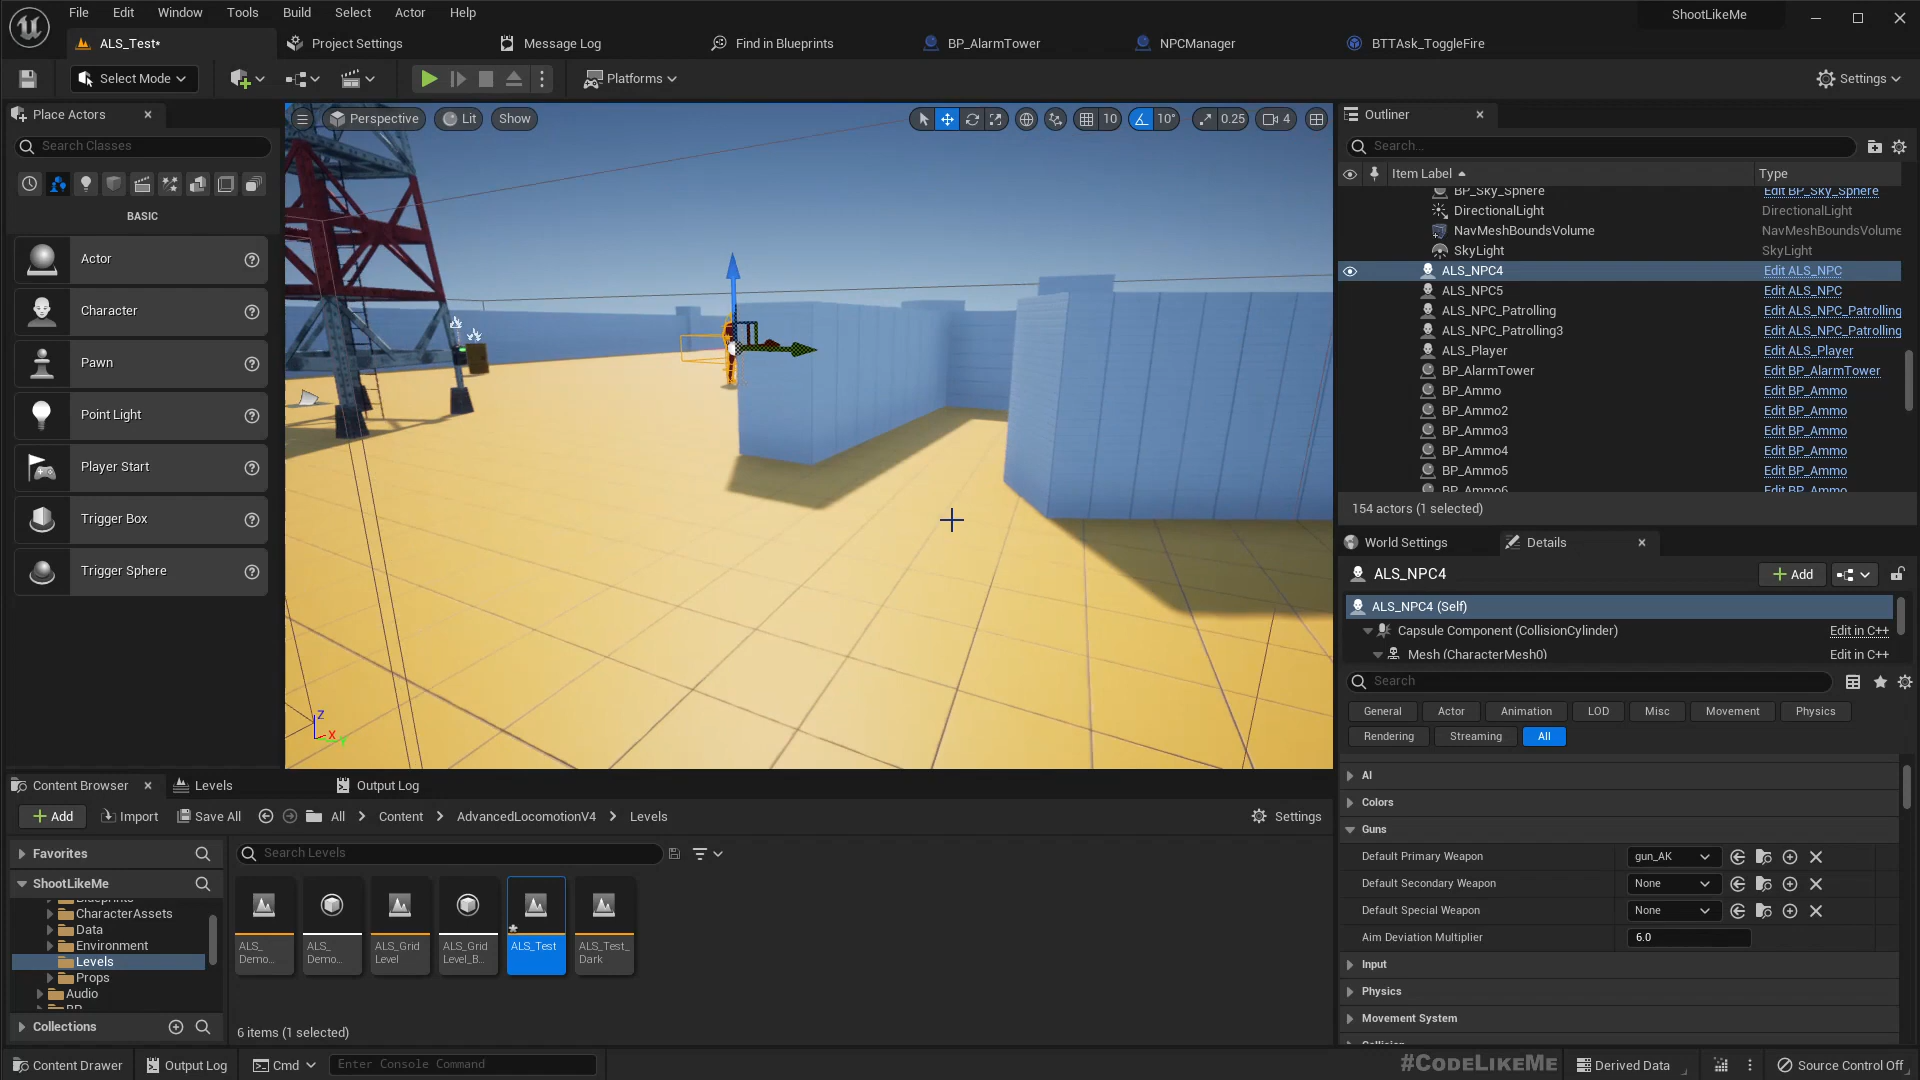 File Edit Window Tools Build Select Actor Help
ShootLikeMe
ALS_Test*
Project Settings
Message Log
Find in Blueprints
BP_AlarmTower
NPCManager
BTTAsk_ToggleFire
Select Mode
Platforms
Settings
Place Actors
Search Classes
BASIC
Actor
Character
Pawn
Point Light
Player Start
Trigger Box
Trigger Sphere
Perspective
Lit
Show
10
10°
0.25
4
Z
X
Y
Outliner
Search...
Item Label
Type
BP_Sky_Sphere Edit BP_Sky_Sphere
DirectionalLight DirectionalLight
NavMeshBoundsVolume NavMeshBoundsVolume
SkyLight SkyLight
ALS_NPC4 Edit ALS_NPC
ALS_NPC5 Edit ALS_NPC
ALS_NPC_Patrolling Edit ALS_NPC_Patrolling
ALS_NPC_Patrolling3 Edit ALS_NPC_Patrolling
ALS_Player Edit ALS_Player
BP_AlarmTower Edit BP_AlarmTower
BP_Ammo Edit BP_Ammo
BP_Ammo2 Edit BP_Ammo
BP_Ammo3 Edit BP_Ammo
BP_Ammo4 Edit BP_Ammo
BP_Ammo5 Edit BP_Ammo
BP_Ammo6 Edit BP_Ammo
154 actors (1 selected)
World Settings
Details
ALS_NPC4
Add
ALS_NPC4 (Self)
Capsule Component (CollisionCylinder) Edit in C++
Mesh (CharacterMesh0) Edit in C++
Search
General Actor Animation LOD Misc Movement Physics
Rendering Streaming All
AI
Colors
Guns
Default Primary Weapon gun_AK
Default Secondary Weapon None
Default Special Weapon None
Aim Deviation Multiplier 6.0
Input
Physics
Movement System
Collision
Content Browser
Levels
Output Log
Add
Import
Save All
All
Content
AdvancedLocomotionV4
Levels
Settings
Favorites
ShootLikeMe
Blueprints
CharacterAssets
Data
Environment
Levels
Props
Audio
BP
Collections
Search Levels
ALS_
Demo...
ALS_
Demo...
ALS_Grid
Level
ALS_Grid
Level_B...
ALS_Test
ALS_Test_
Dark
6 items (1 selected)
Content Drawer
Output Log
Cmd
Enter Console Command
#CODELIKEME
Derived Data
Source Control Off